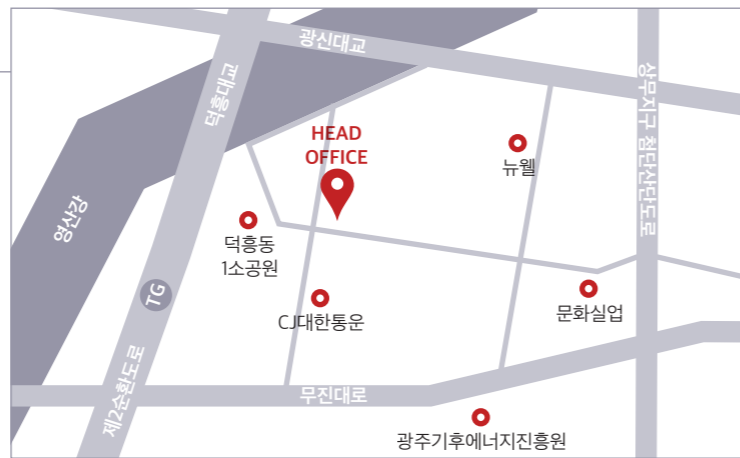 광신대교
덕흥대교
상무지구 첨단산단도로
HEAD
OFFICE
뉴웰
영산강
덕흥동
1소공원
TG
CJ대한통운
문화실업
제2순환도로
무진대로
광주기후에너지진흥원